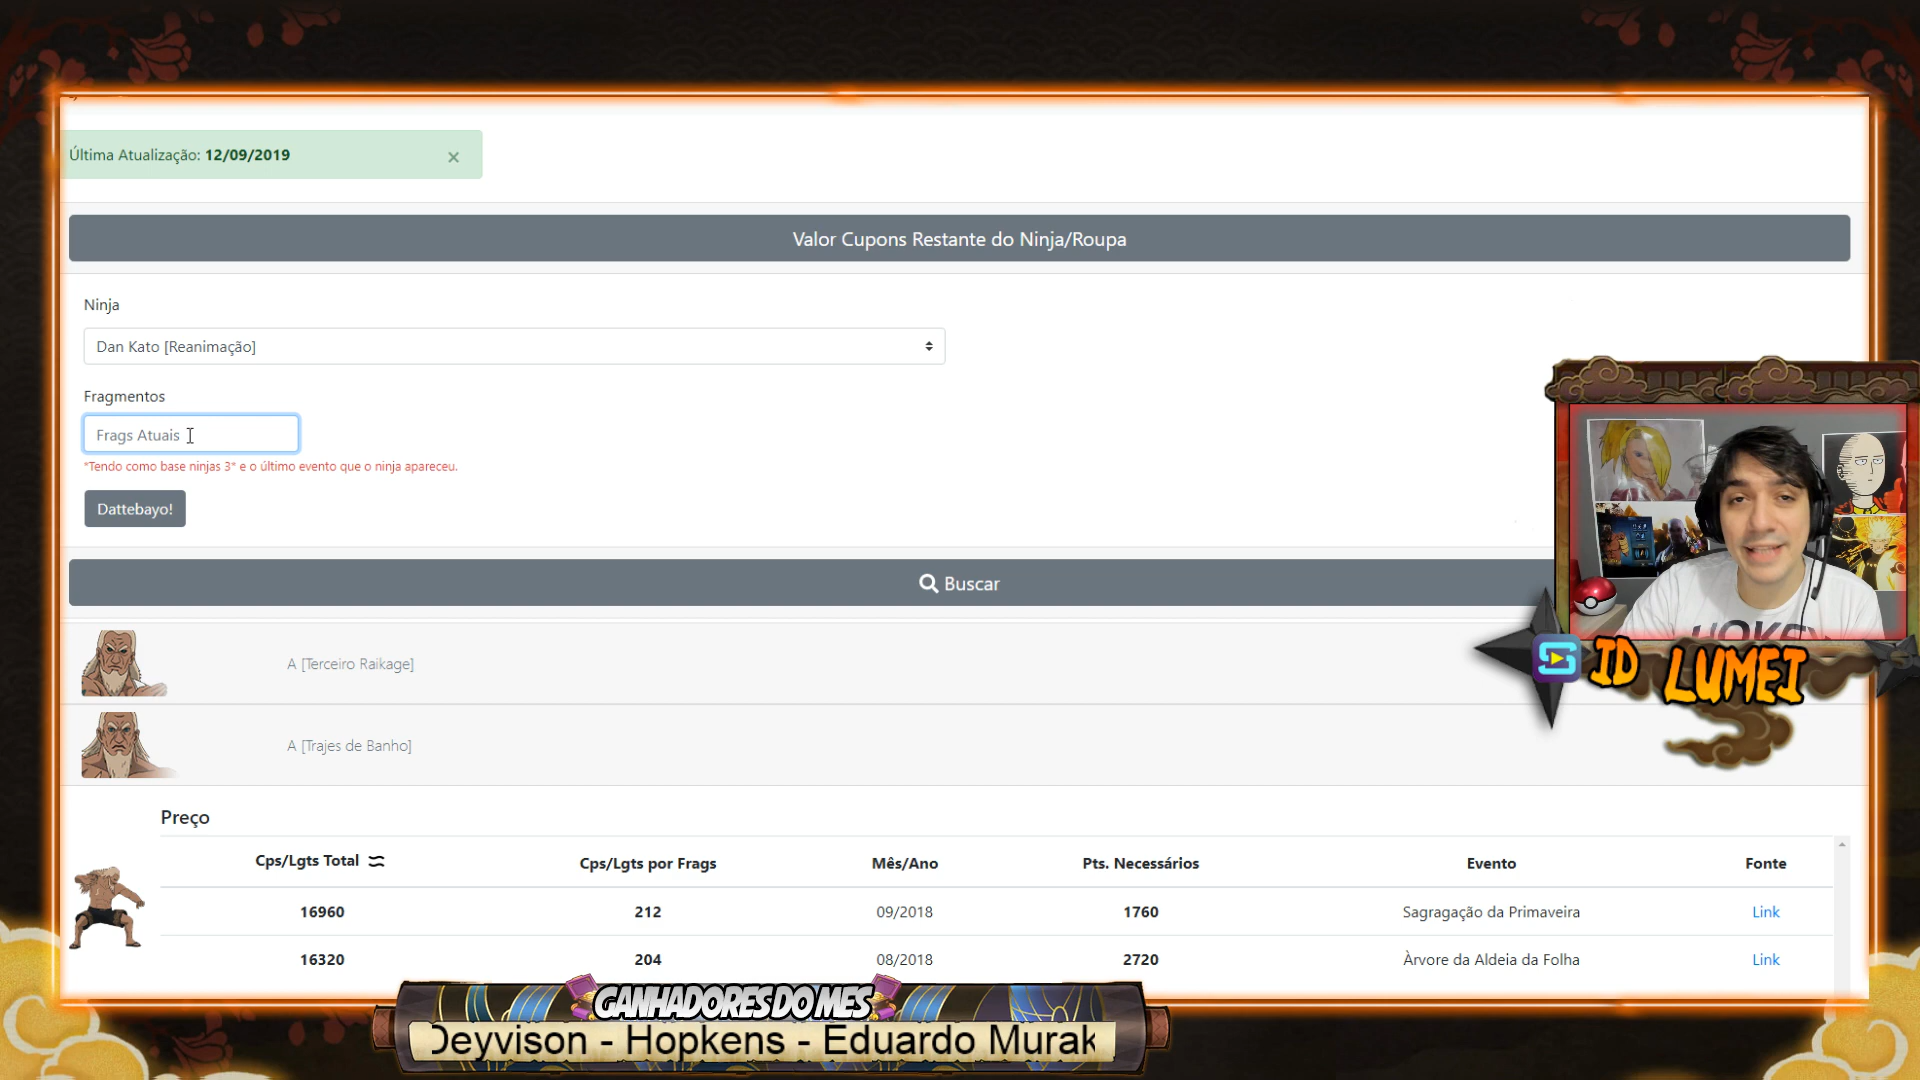 Última Atualização: 12/09/2019 ×
Valor Cupons Restante do Ninja/Roupa
Ninja
Dan Kato [Reanimação]
Fragmentos
Frags Atuais
*Tendo como base ninjas 3* e o último evento que o ninja apareceu.
Dattebayo!
Buscar
A [Terceiro Raikage]
A [Trajes de Banho]
Preço
Cps/Lgts Total Cps/Lgts por Frags Mês/Ano Pts. Necessários Evento Fonte
16960 212 09/2018 1760 Sagragação da Primaveira Link
16320 204 08/2018 2720 Àrvore da Aldeia da Folha Link
ID LUMEI
GANHADORES DO MES
Deyvison - Hopkens - Eduardo Murak